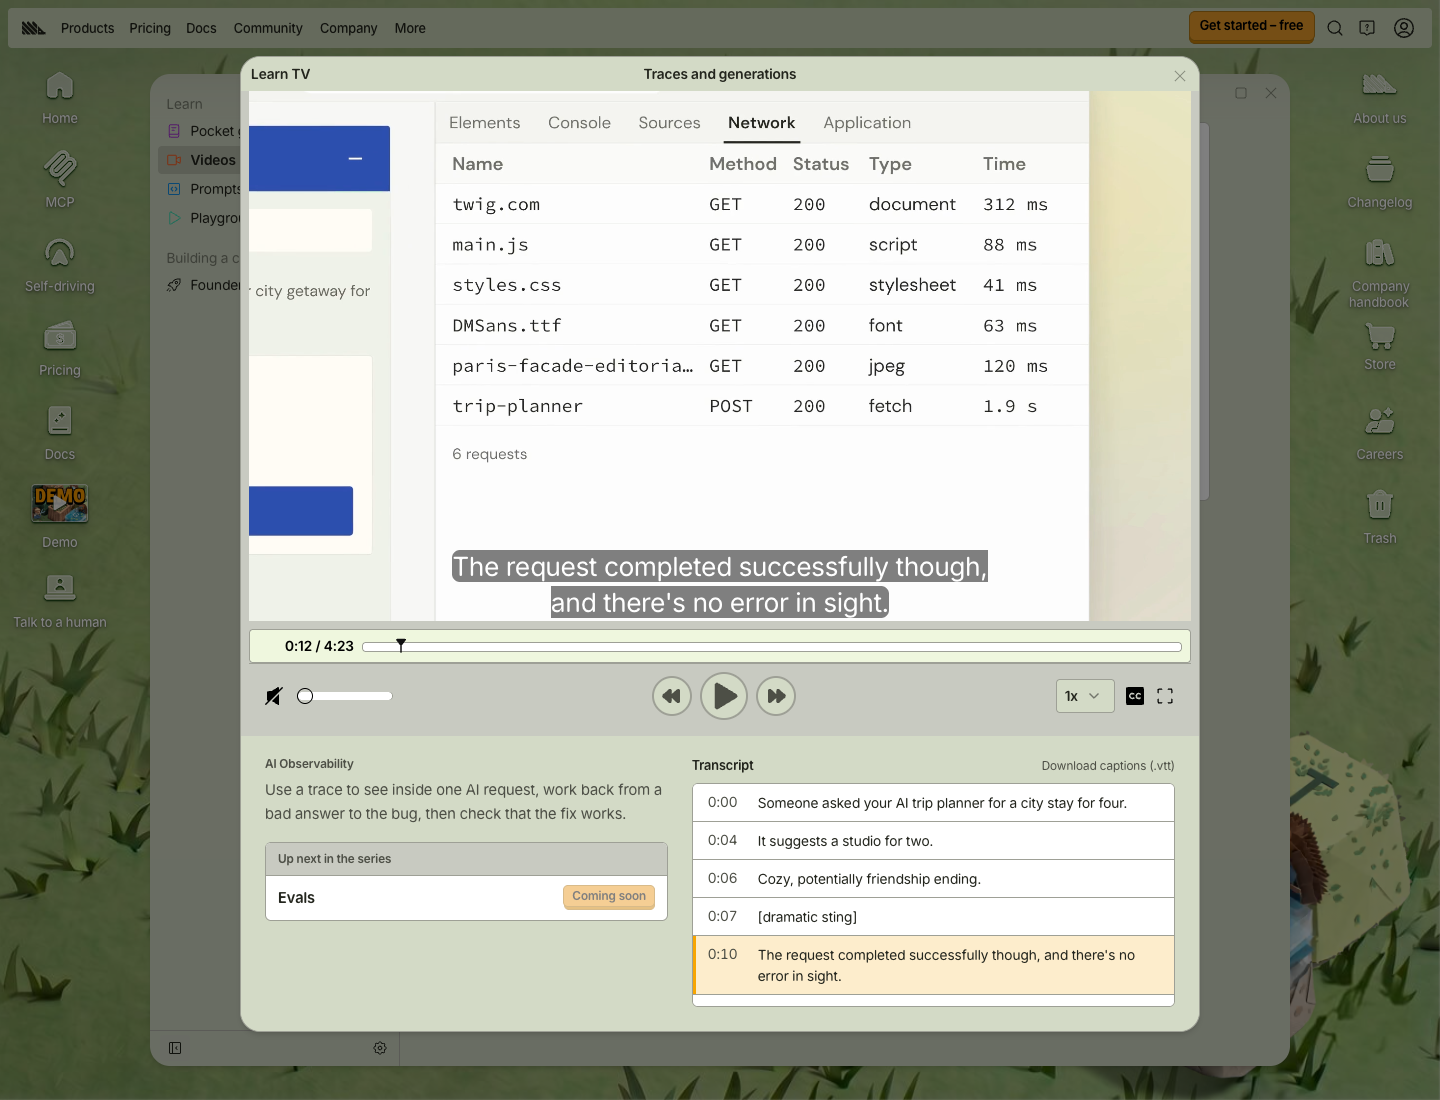 Products Pricing Docs Community Company More
Get started – free
Home
MCP
Self-driving
Pricing
Docs
DEMO
Demo
Talk to a human
Learn
Pocket
Videos
Prompts
Building a
Learn TV
Traces and generations
city getaway for
Elements Console Sources Network Application
Name Method Status Type Time
twig.com GET 200 document 312 ms
main.js GET 200 script 88 ms
styles.css GET 200 stylesheet 41 ms
DMSans.ttf GET 200 font 63 ms
paris-facade-editoria… GET 200 jpeg 120 ms
trip-planner POST 200 fetch 1.9 s
6 requests
The request completed successfully though,
and there's no error in sight.
0:12 / 4:23
1x
CC
AI Observability
Use a trace to see inside one AI request, work back from a
bad answer to the bug, then check that the fix works.
Up next in the series
Evals
Coming soon
Transcript
Download captions (.vtt)
0:00 Someone asked your AI trip planner for a city stay for four.
0:04 It suggests a studio for two.
0:06 Cozy, potentially friendship ending.
0:07 [dramatic sting]
0:10 The request completed successfully though, and there's no
error in sight.
About us
Changelog
Company
handbook
Store
Careers
Trash